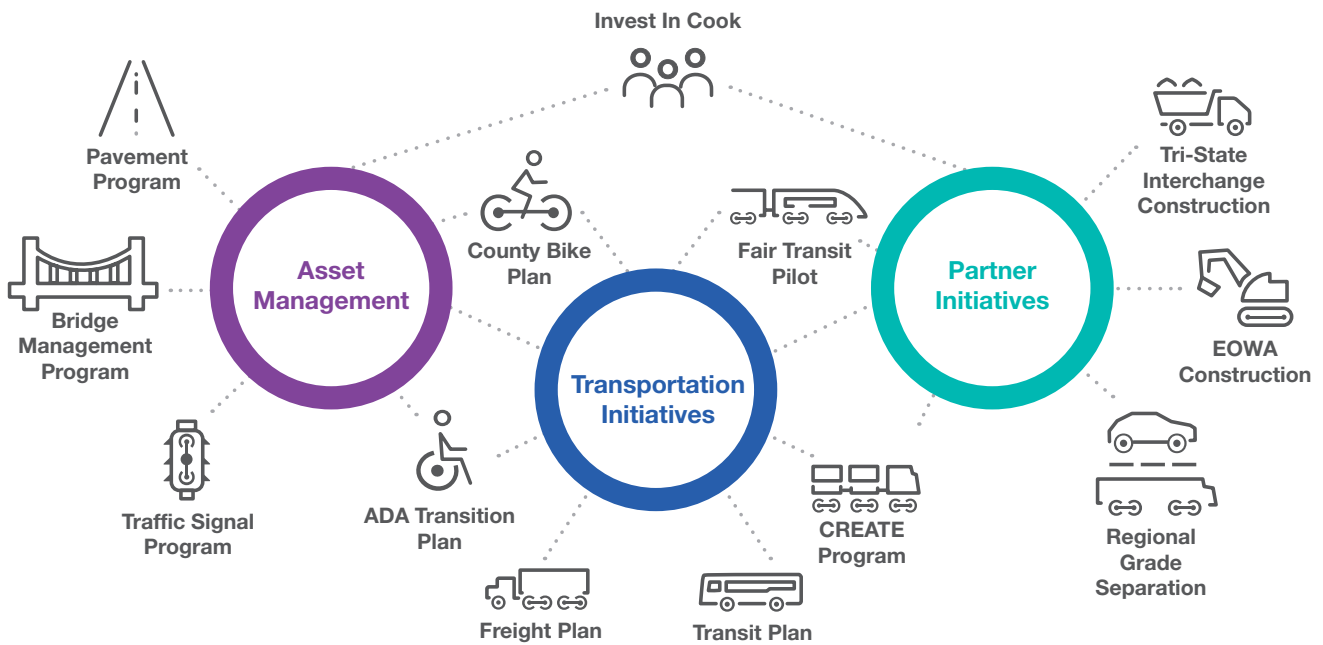 Invest In Cook
Pavement
Program
Tri-State
Interchange
Construction
County Bike
Plan
Fair Transit
Pilot
Asset
Management
Partner
Initiatives
Bridge
Management
Program
EOWA
Construction
Transportation
Initiatives
Traffic Signal
Program
ADA Transition
Plan
CREATE
Program
Regional
Grade
Separation
Freight Plan
Transit Plan